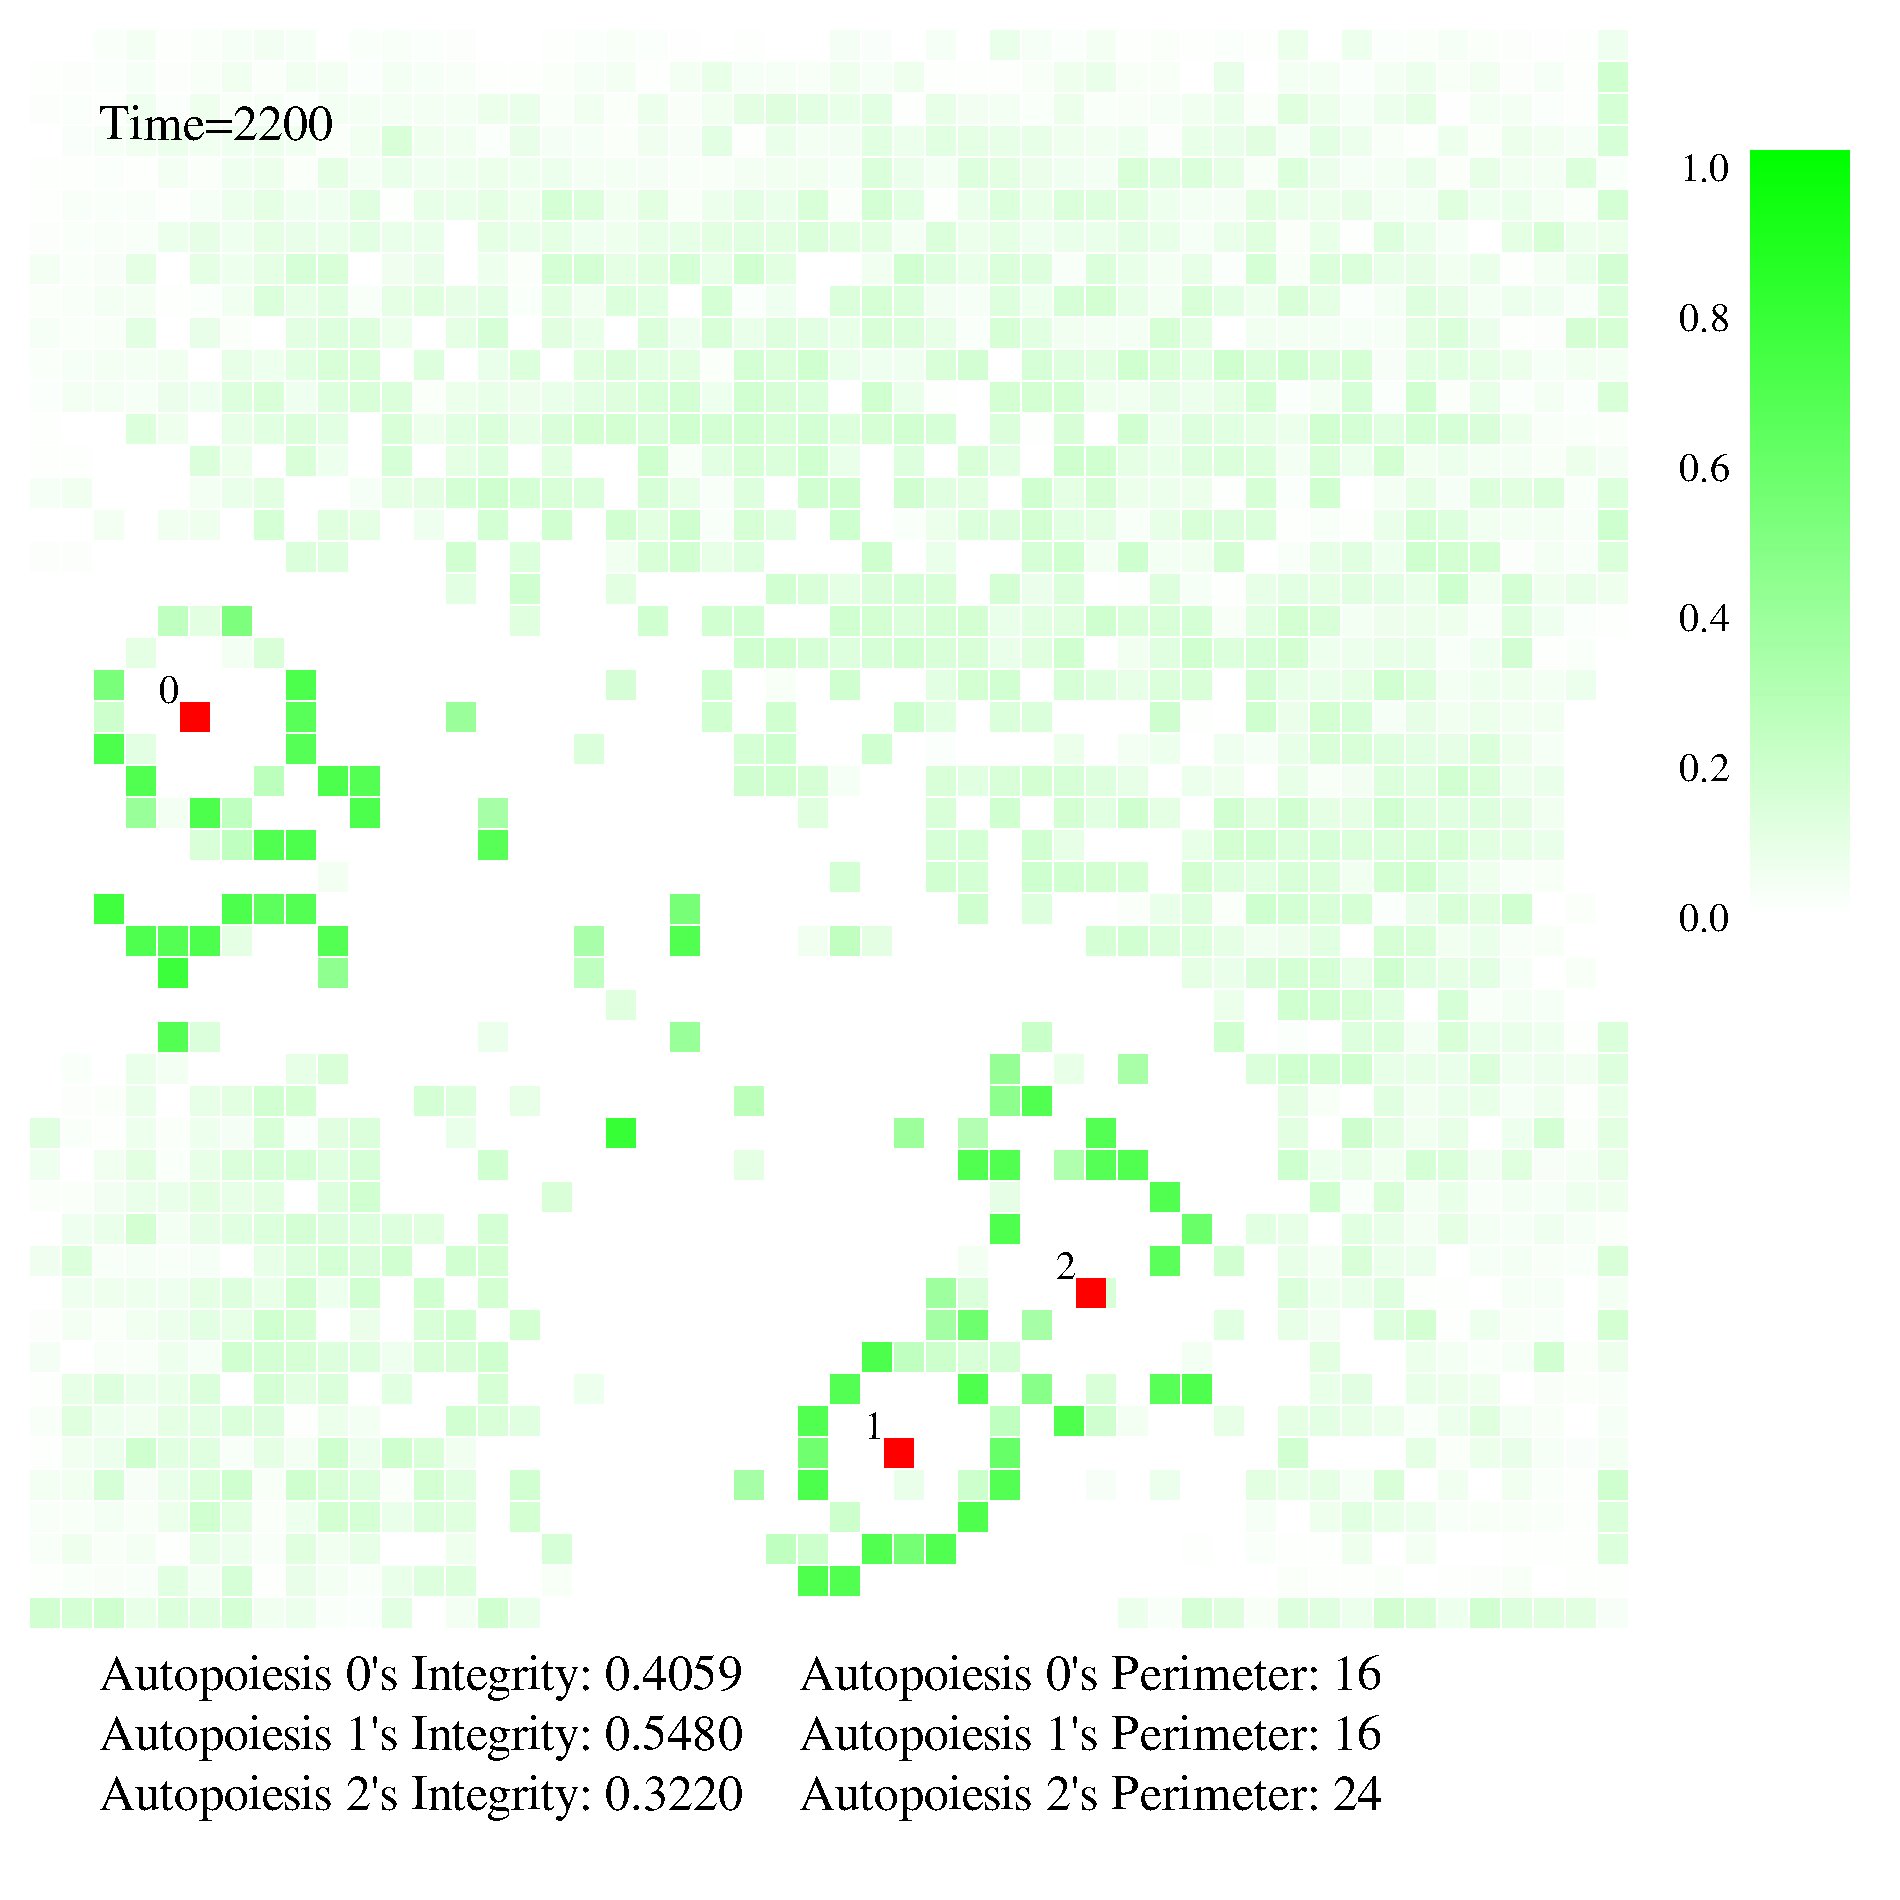 Time=2200
1.0
0.8
0.6
0.4
0.2
0.0
0
2
1
Autopoiesis 0's Integrity: 0.4059 Autopoiesis 0's Perimeter: 16
Autopoiesis 1's Integrity: 0.5480 Autopoiesis 1's Perimeter: 16
Autopoiesis 2's Integrity: 0.3220 Autopoiesis 2's Perimeter: 24